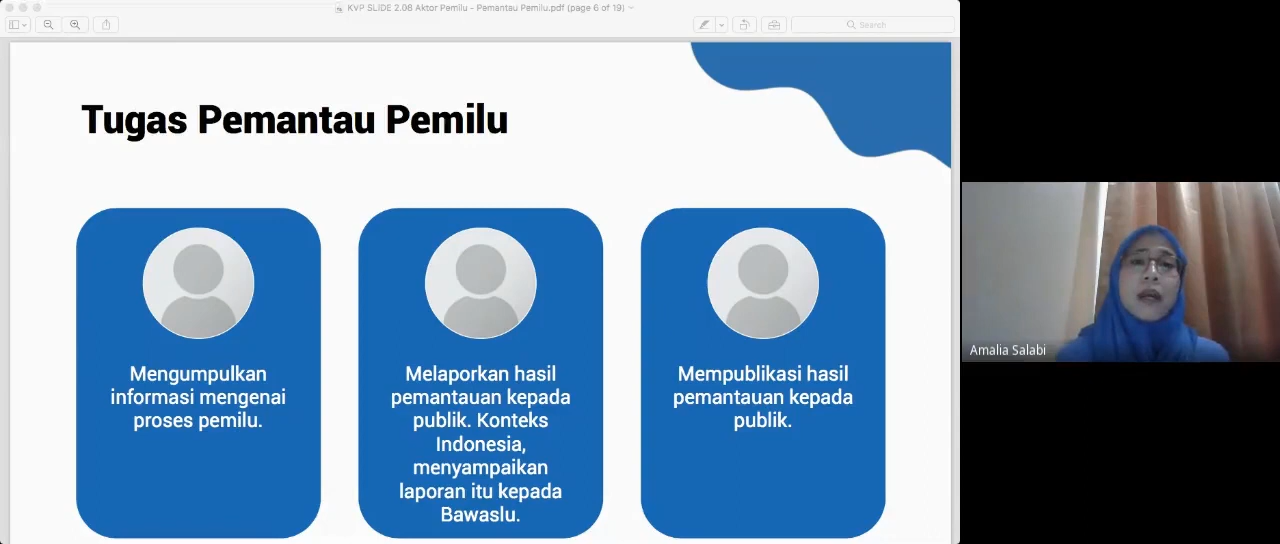 KVP SLIDE 2.08 Aktor Pemilu - Pemantau Pemilu.pdf (page 6 of 19)
Search
Tugas Pemantau Pemilu
Mengumpulkan
informasi mengenai
proses pemilu.
Melaporkan hasil
pemantauan kepada
publik. Konteks
Indonesia,
menyampaikan
laporan itu kepada
Bawaslu.
Mempublikasi hasil
pemantauan kepada
publik.
Amalia Salabi